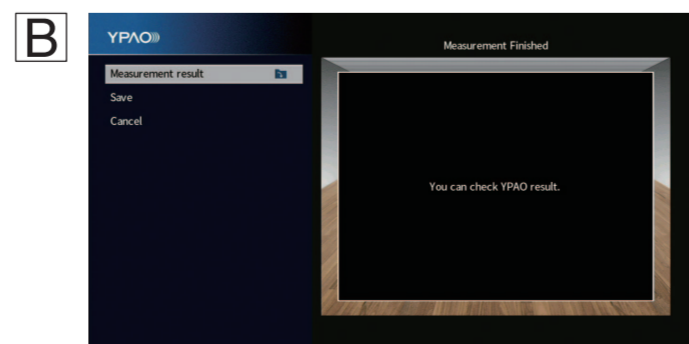 B
YPAO
Measurement Finished
Measurement result
Save
Cancel
You can check YPAO result.